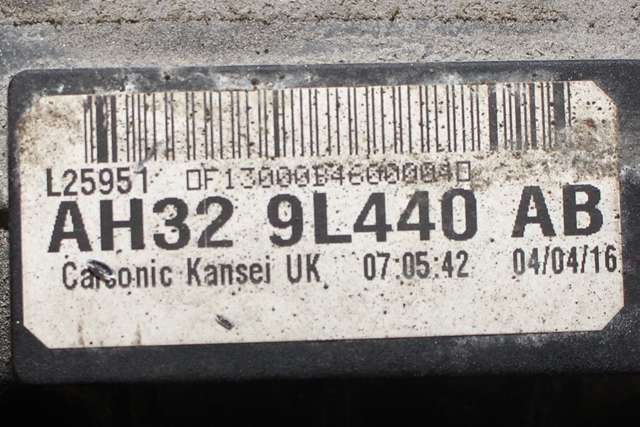 L25951
AH32 9L440 AB
Calsonic Kansei UK 07:05:42 04/04/16